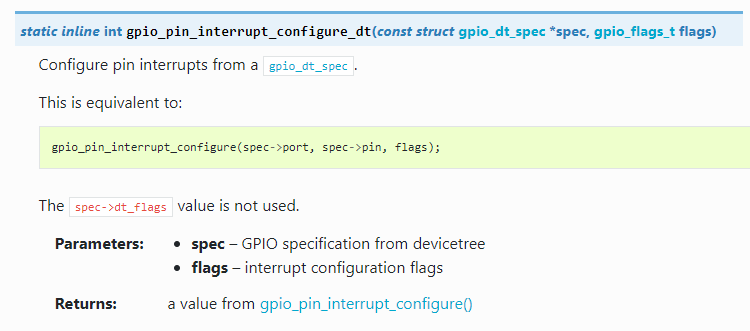 static inline int gpio_pin_interrupt_configure_dt(const struct gpio_dt_spec *spec, gpio_flags_t flags)
Configure pin interrupts from a gpio_dt_spec.
This is equivalent to:
gpio_pin_interrupt_configure(spec->port, spec->pin, flags);
The spec->dt_flags value is not used.
Parameters: • spec – GPIO specification from devicetree
• flags – interrupt configuration flags
Returns: a value from gpio_pin_interrupt_configure()